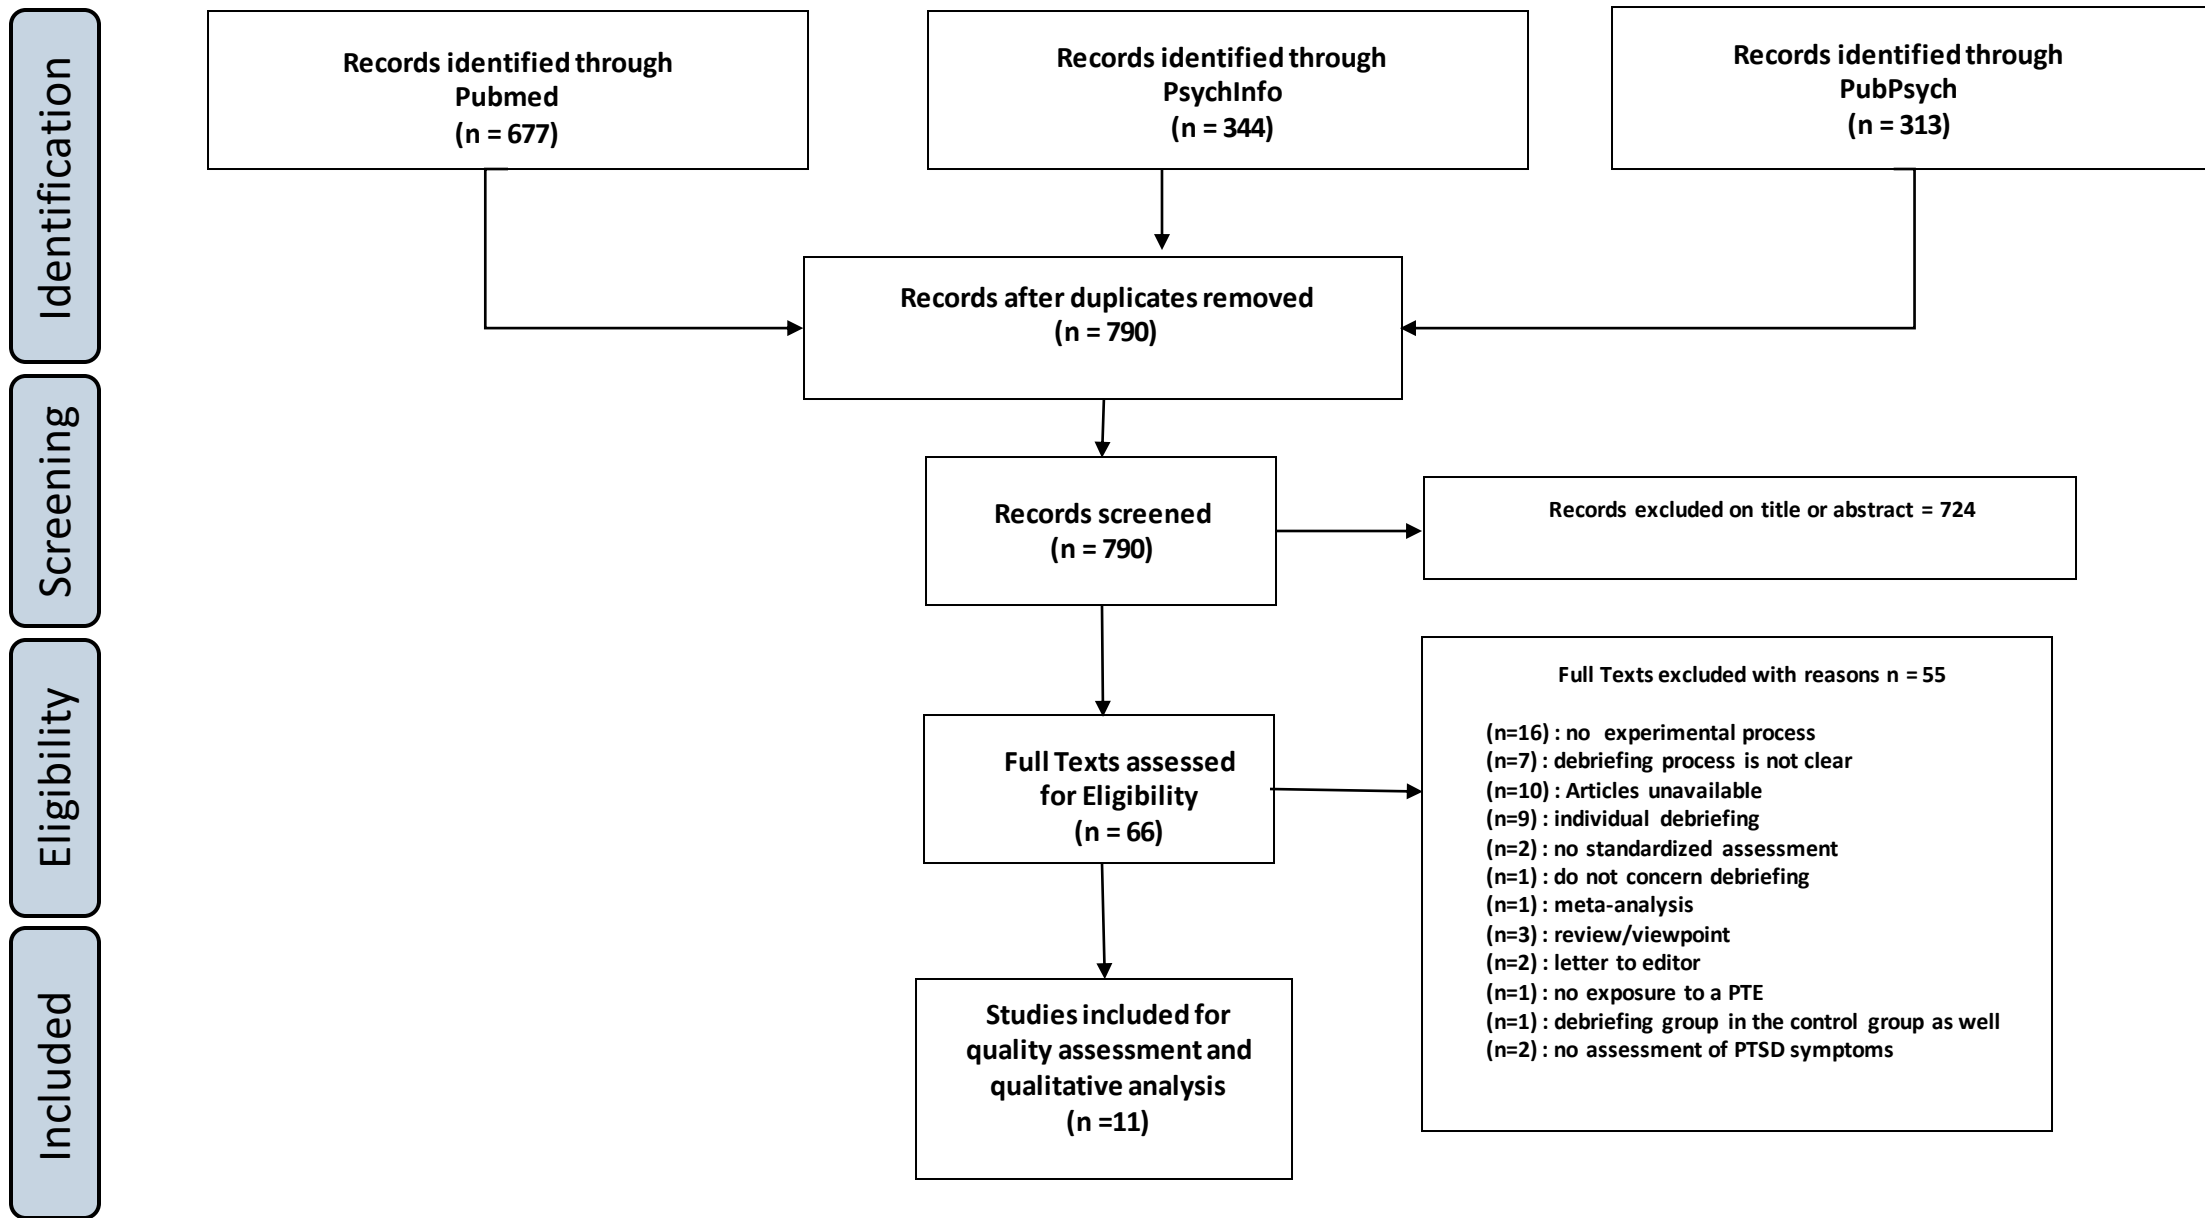 Identification
Records identified through
Pubmed
(n = 677)
Records identified through
PsychInfo
(n = 344)
Records identified through
PubPsych
(n = 313)
Records after duplicates removed
(n = 790)
Screening
Records screened
(n = 790)
Records excluded on title or abstract = 724
Eligibility
Full Texts assessed
for Eligibility
(n = 66)
Full Texts excluded with reasons n = 55
(n=16) : no experimental process
(n=7) : debriefing process is not clear
(n=10) : Articles unavailable
(n=9) : individual debriefing
(n=2) : no standardized assessment
(n=1) : do not concern debriefing
(n=1) : meta-analysis
(n=3) : review/viewpoint
(n=2) : letter to editor
(n=1) : no exposure to a PTE
(n=1) : debriefing group in the control group as well
(n=2) : no assessment of PTSD symptoms
Included
Studies included for
quality assessment and
qualitative analysis
(n =11)